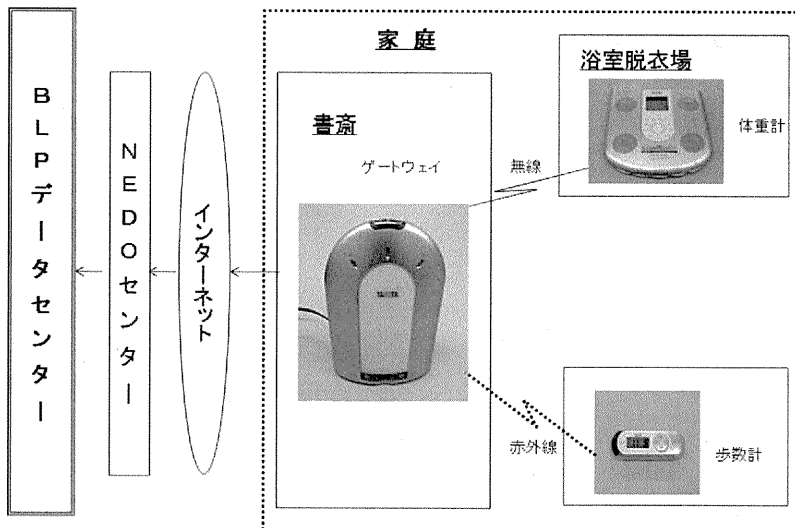 BLPデータセンター
NEDOセンター
インターネット
家 庭
書斎
ゲートウェイ
無線
浴室脱衣場
体重計
赤外線
歩数計
TANITA